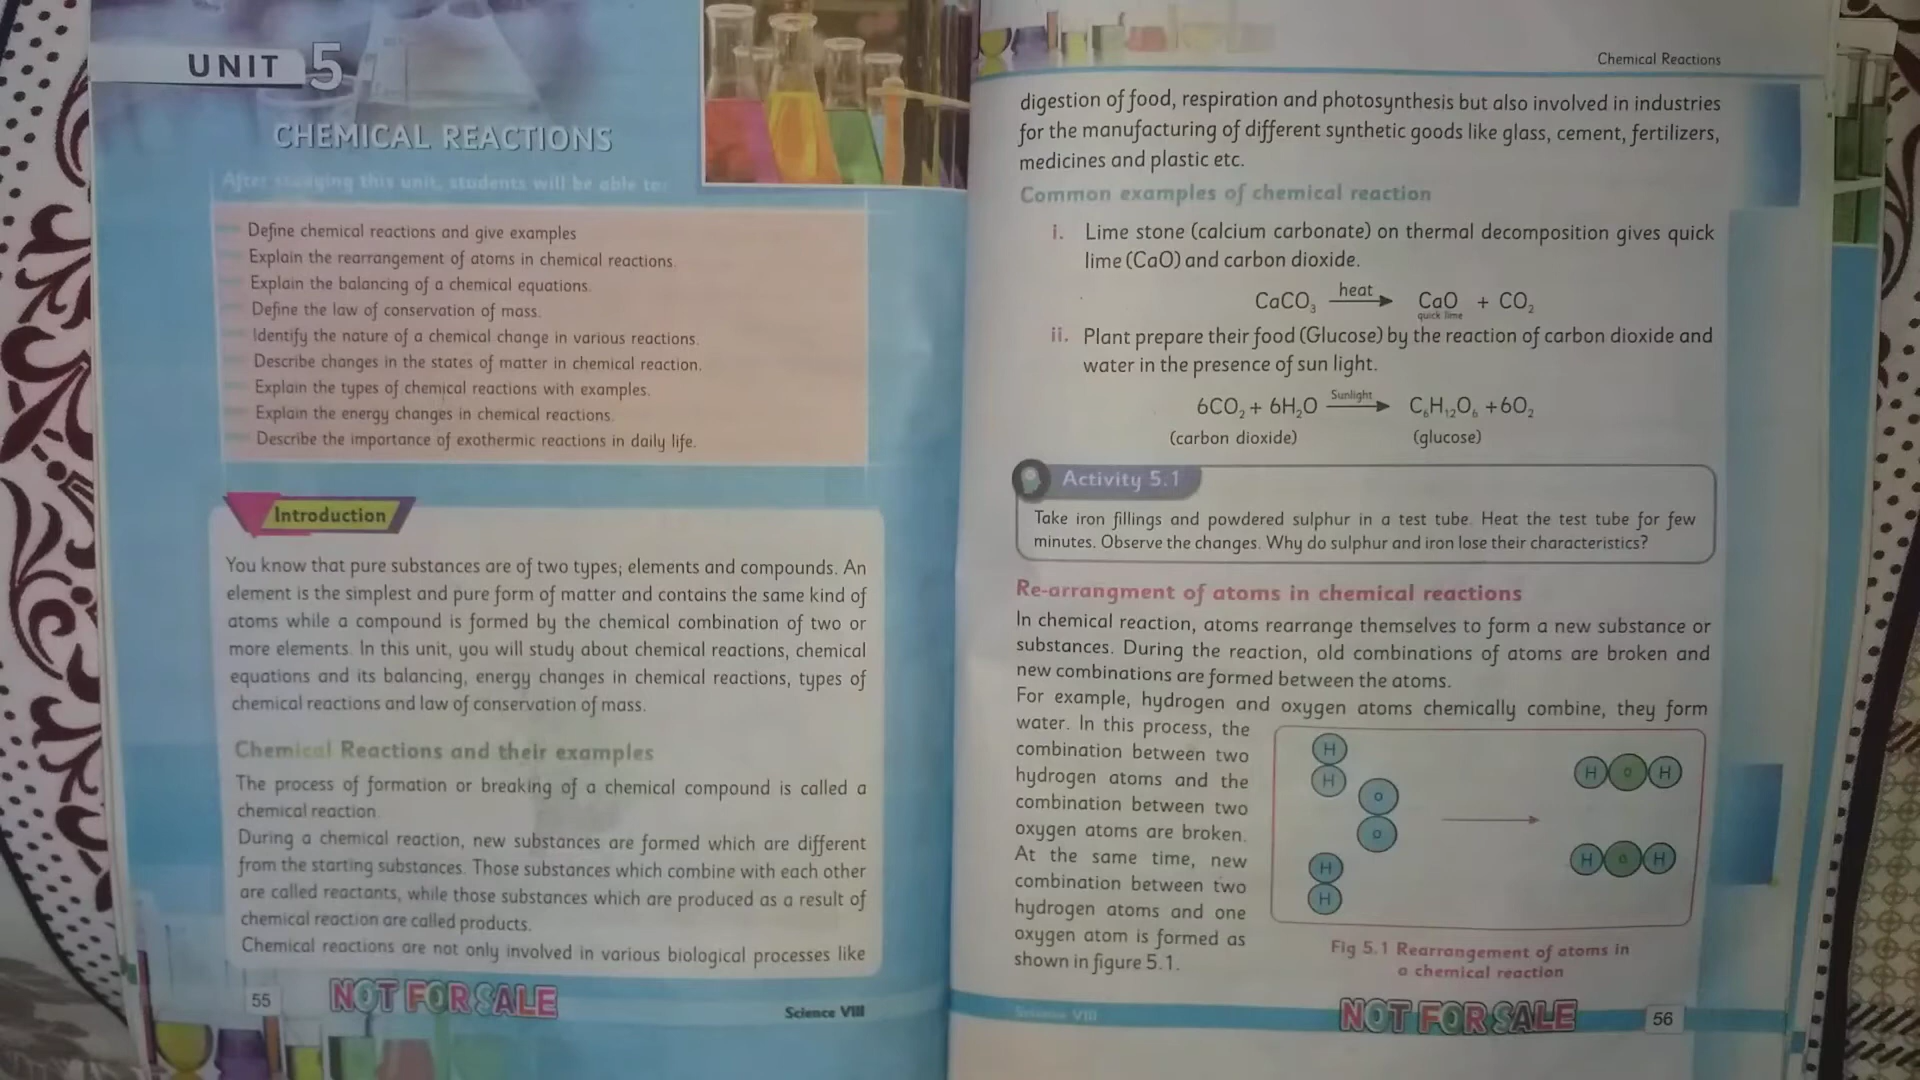 UNIT 5
CHEMICAL REACTIONS
After studying this unit, students will be able to:
Define chemical reactions and give examples
Explain the rearrangement of atoms in chemical reactions.
Explain the balancing of a chemical equations.
Define the law of conservation of mass.
Identify the nature of a chemical change in various reactions.
Describe changes in the states of matter in chemical reaction.
Explain the types of chemical reactions with examples.
Explain the energy changes in chemical reactions.
Describe the importance of exothermic reactions in daily life.
Introduction
You know that pure substances are of two types; elements and compounds. An
element is the simplest and pure form of matter and contains the same kind of
atoms while a compound is formed by the chemical combination of two or
more elements. In this unit, you will study about chemical reactions, chemical
equations and its balancing, energy changes in chemical reactions, types of
chemical reactions and law of conservation of mass.
Chemical Reactions and their examples
The process of formation or breaking of a chemical compound is called a
chemical reaction.
During a chemical reaction, new substances are formed which are different
from the starting substances. Those substances which combine with each other
are called reactants, while those substances which are produced as a result of
chemical reaction are called products.
Chemical reactions are not only involved in various biological processes like
55
NOT FOR SALE
Science VIII
Chemical Reactions
digestion of food, respiration and photosynthesis but also involved in industries
for the manufacturing of different synthetic goods like glass, cement, fertilizers,
medicines and plastic etc.
Common examples of chemical reaction
i. Lime stone (calcium carbonate) on thermal decomposition gives quick
lime (CaO) and carbon dioxide.
heat
CaCO₃ → CaO + CO₂
quick lime
ii. Plant prepare their food (Glucose) by the reaction of carbon dioxide and
water in the presence of sun light.
Sunlight
6CO₂ + 6H₂O → C₆H₁₂O₆ +6O₂
(carbon dioxide) (glucose)
Activity 5.1
Take iron fillings and powdered sulphur in a test tube. Heat the test tube for few
minutes. Observe the changes. Why do sulphur and iron lose their characteristics?
Re-arrangment of atoms in chemical reactions
In chemical reaction, atoms rearrange themselves to form a new substance or
substances. During the reaction, old combinations of atoms are broken and
new combinations are formed between the atoms.
For example, hydrogen and oxygen atoms chemically combine, they form
water. In this process, the
combination between two
hydrogen atoms and the
combination between two
oxygen atoms are broken.
At the same time, new
combination between two
hydrogen atoms and one
oxygen atom is formed as
shown in figure 5.1.
H
H
O
O
H
H
H O H
H O H
Fig 5.1 Rearrangement of atoms in
a chemical reaction
Science VIII
NOT FOR SALE
56